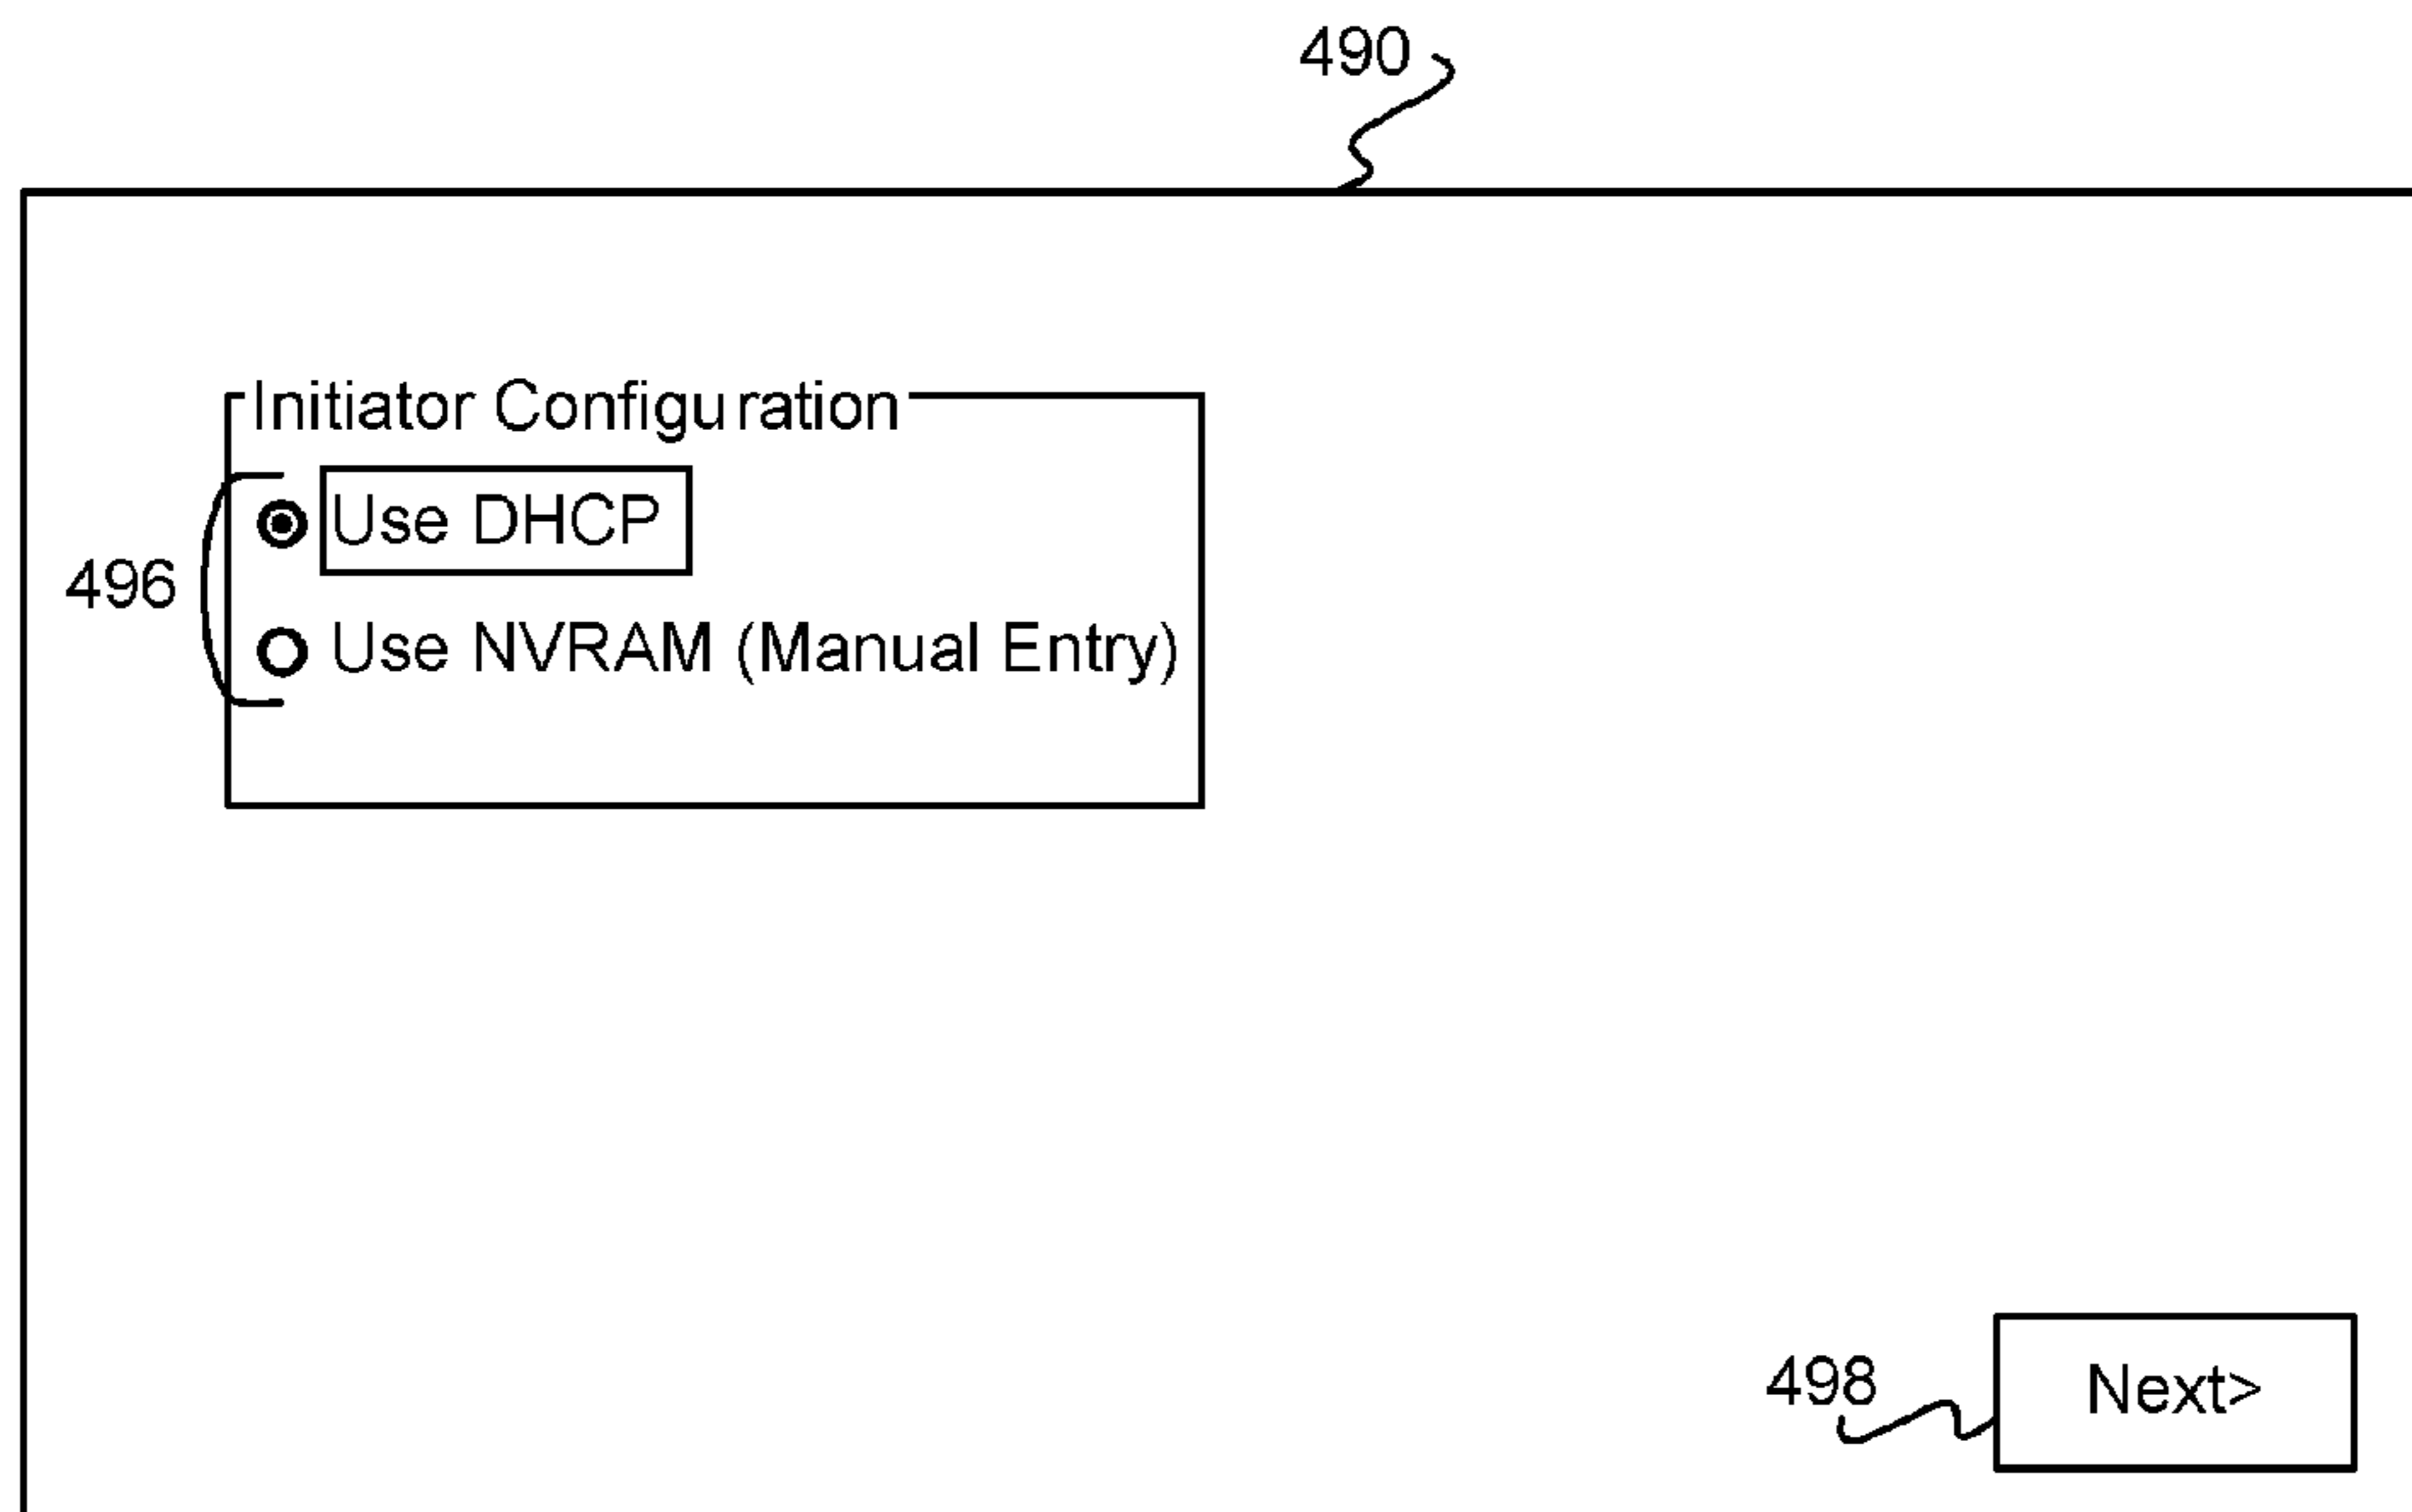 490
Initiator Configuration
Use DHCP
496
Use NVRAM (Manual Entry)
498
Next>